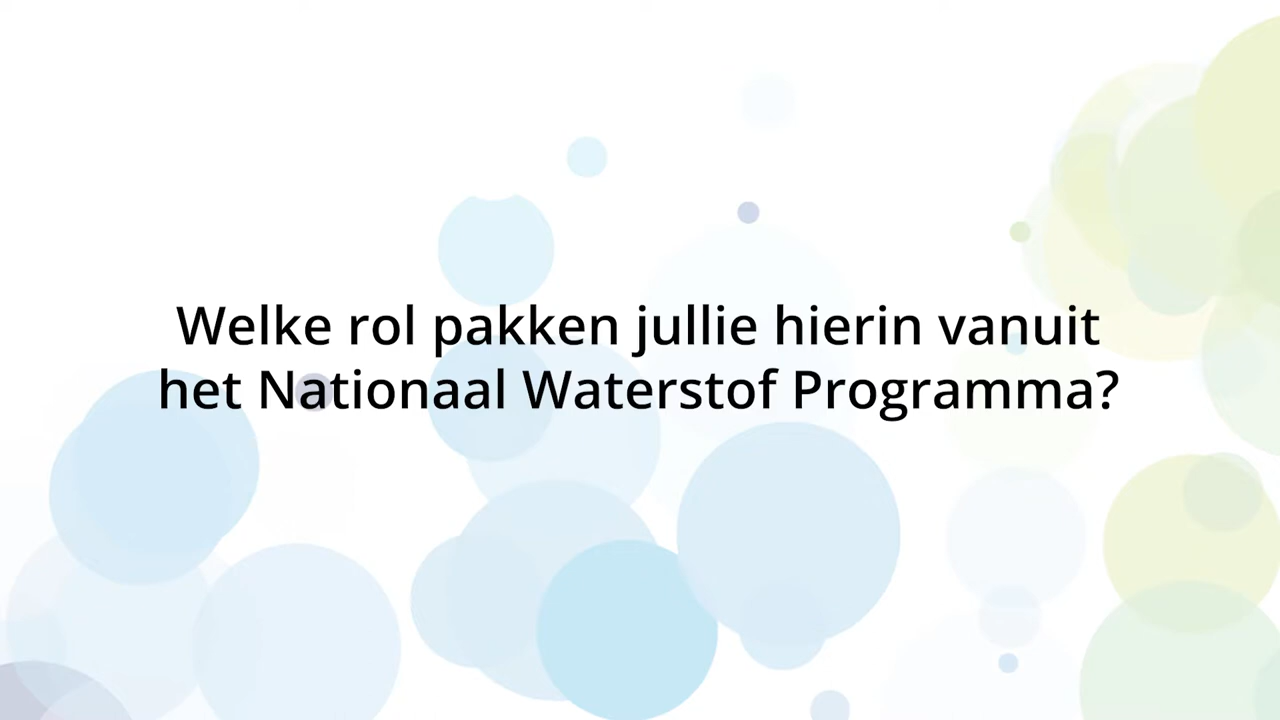 Welke rol pakken jullie hierin vanuit
het Nationaal Waterstof Programma?